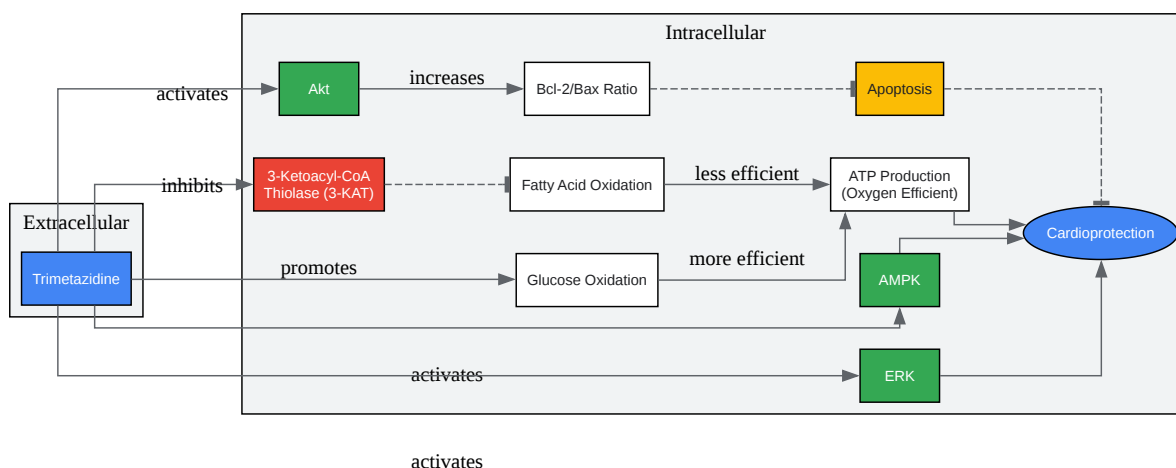 Intracellular
activates
Akt
increases
Bcl-2/Bax Ratio
Apoptosis
inhibits
3-Ketoacyl-CoA
Thiolase (3-KAT)
Fatty Acid Oxidation
less efficient
ATP Production
(Oxygen Efficient)
Extracellular
Trimetazidine
promotes
Glucose Oxidation
more efficient
AMPK
Cardioprotection
activates
ERK
activates